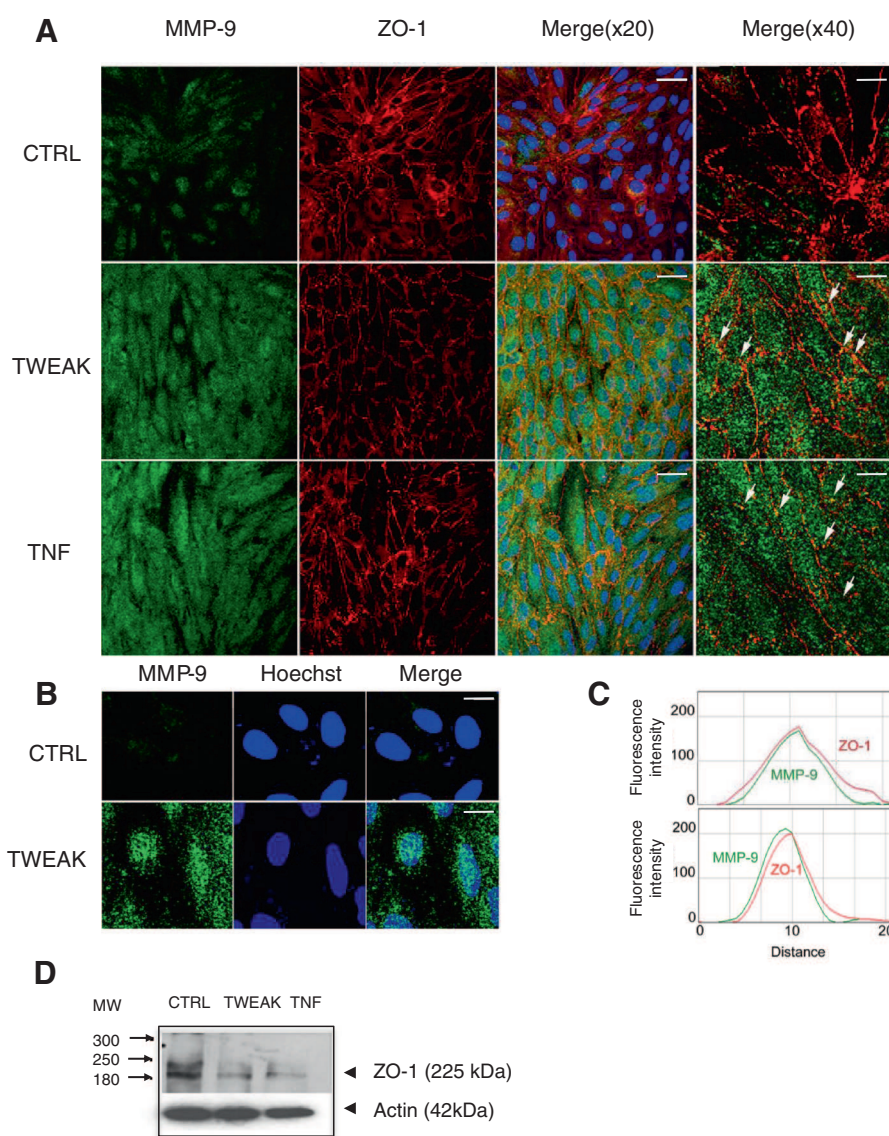 A
MMP-9 ZO-1 Merge(x20) Merge(x40)
CTRL
TWEAK
TNF
B
MMP-9 Hoechst Merge
CTRL
TWEAK
C
Fluorescence intensity
200
100
0
ZO-1
MMP-9
Fluorescence intensity
200
100
0
MMP-9
ZO-1
0 10 20
Distance
D
MW CTRL TWEAK TNF
300
250
180
ZO-1 (225 kDa)
Actin (42kDa)